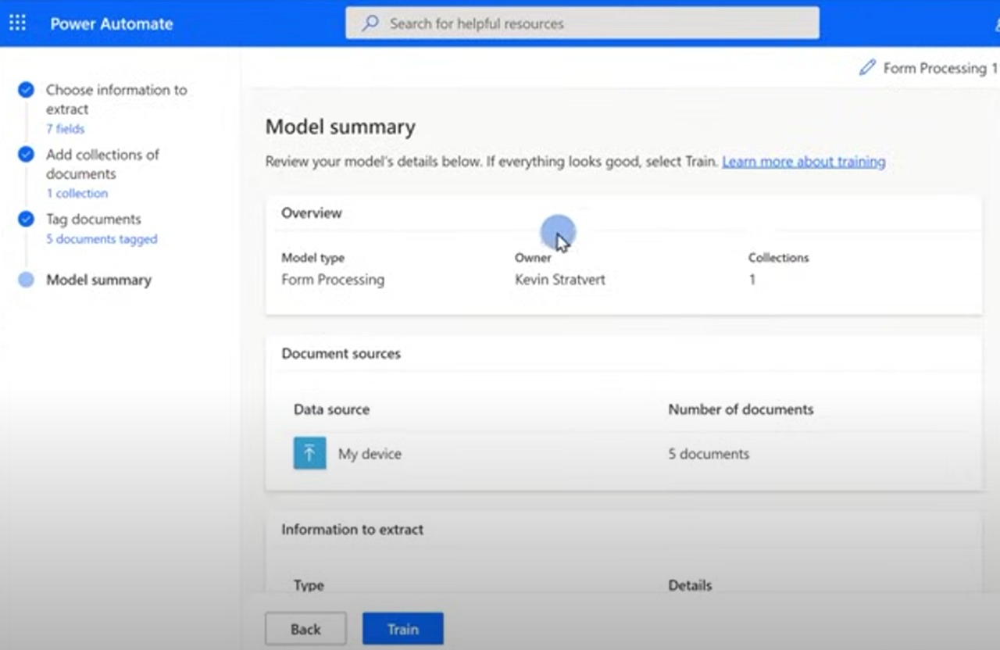 Power Automate
Search for helpful resources
Form Processing 1
Choose information to
extract
7 fields
Add collections of
documents
1 collection
Tag documents
5 documents tagged
Model summary
Model summary
Review your model's details below. If everything looks good, select Train. Learn more about training
Overview
Model type
Owner
Collections
Form Processing
Kevin Stratvert
1
Document sources
Data source
Number of documents
My device
5 documents
Information to extract
Type
Details
Back
Train